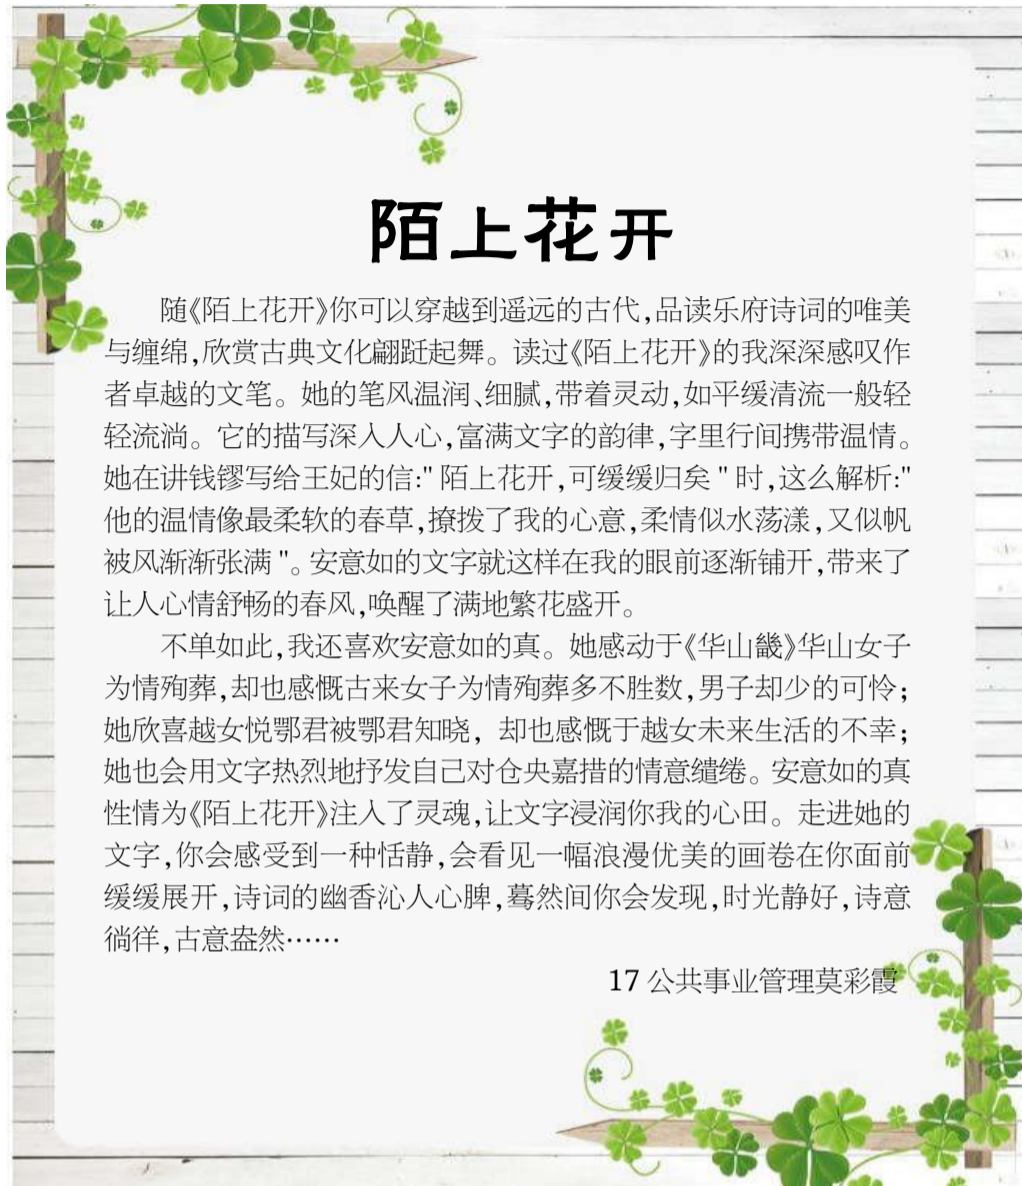 陌上花开
随《陌上花开》你可以穿越到遥远的古代,品读乐府诗词的唯美
与缠绵,欣赏古典文化翩跹起舞。读过《陌上花开》的我深深感叹作
者卓越的文笔。她的笔风温润、细腻,带着灵动,如平缓清流一般轻
轻流淌。它的描写深入人心,富满文字的韵律,字里行间携带温情。
她在讲钱镠写给王妃的信:"陌上花开,可缓缓归矣"时,这么解析:"
他的温情像最柔软的春草,撩拨了我的心意,柔情似水荡漾,又似帆
被风渐渐张满"。安意如的文字就这样在我的眼前逐渐铺开,带来了
让人心情舒畅的春风,唤醒了满地繁花盛开。
不单如此,我还喜欢安意如的真。她感动于《华山畿》华山女子
为情殉葬,却也感慨古来女子为情殉葬多不胜数,男子却少的可怜;
她欣喜越女悦鄂君被鄂君知晓,却也感慨于越女未来生活的不幸;
她也会用文字热烈地抒发自己对仓央嘉措的情意缱绻。安意如的真
性情为《陌上花开》注入了灵魂,让文字浸润你我的心田。走进她的
文字,你会感受到一种恬静,会看见一幅浪漫优美的画卷在你面前
缓缓展开,诗词的幽香沁人心脾,蓦然间你会发现,时光静好,诗意
徜徉,古意盎然……
17公共事业管理莫彩霞